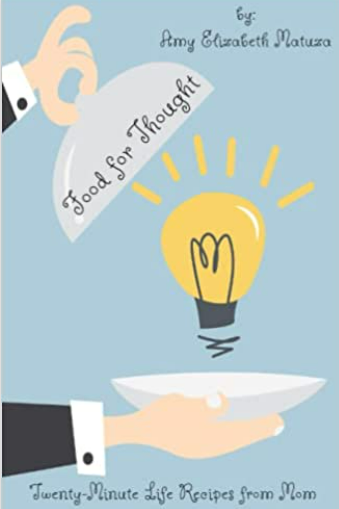 by:
Amy Elizabeth Matuza
Food for Thought
Twenty-Minute Life Recipes from Mom